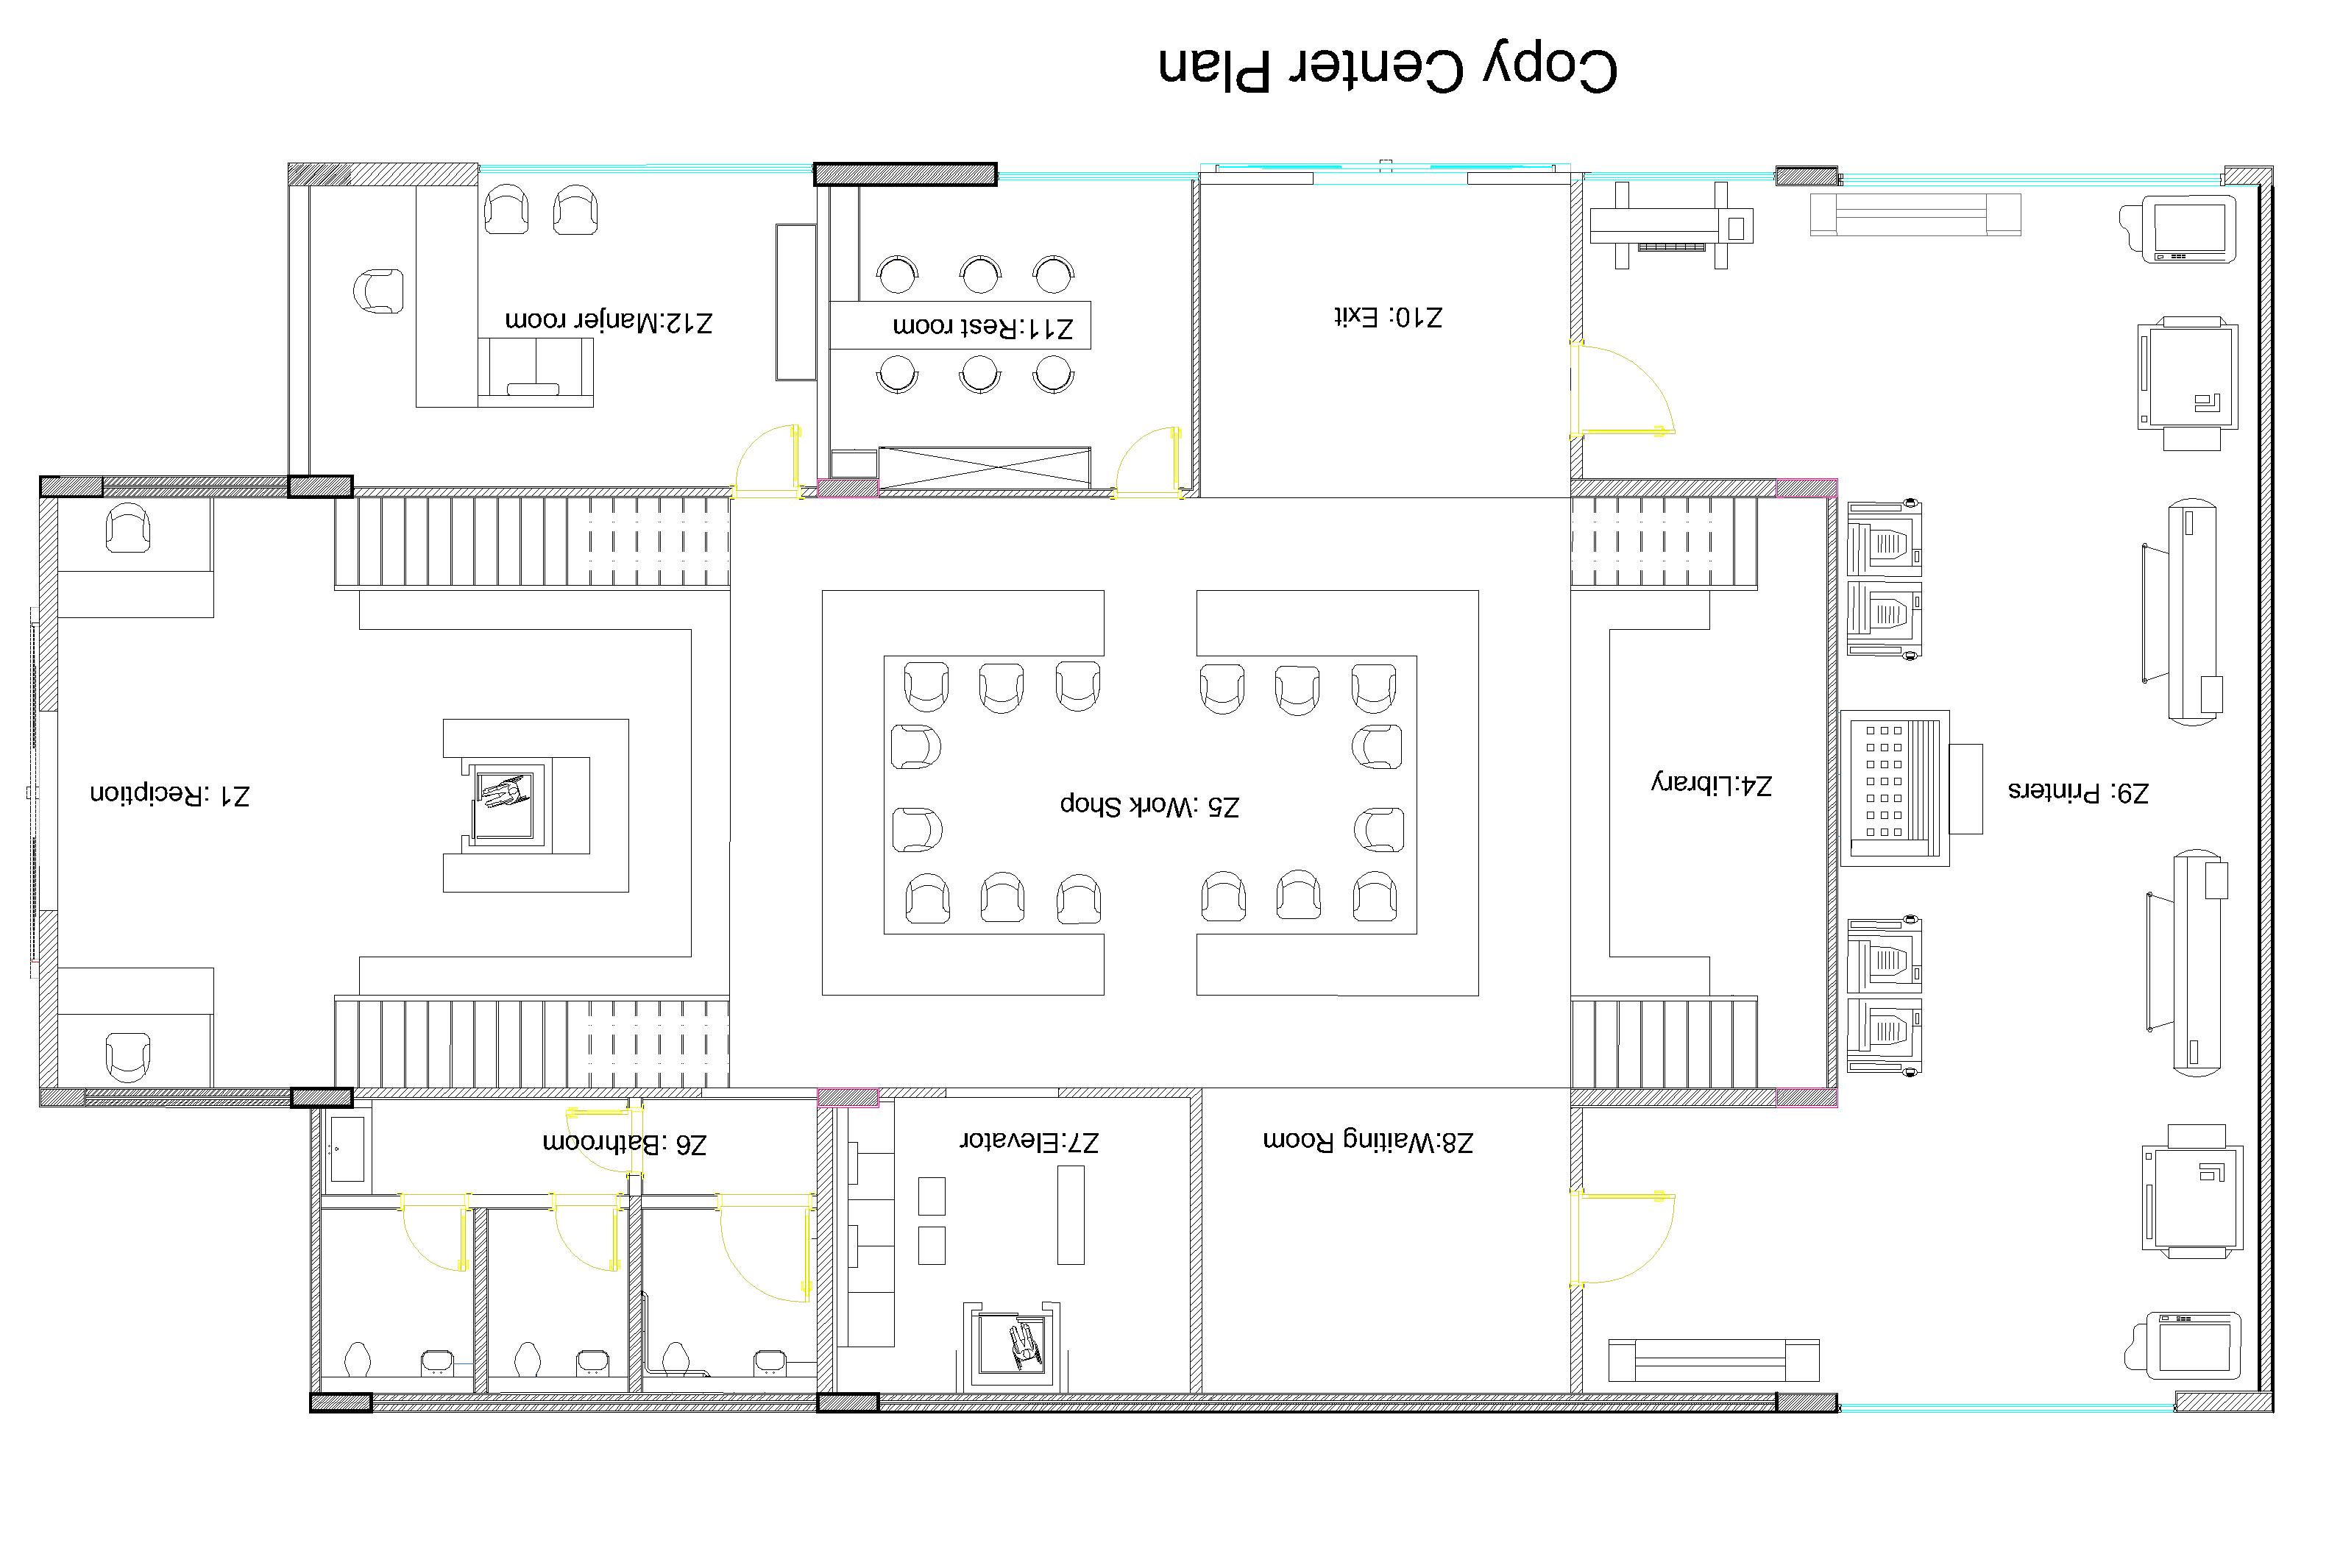 Z8:Waiting Room
Z7:Elevator
Z6 :Bathroom
Z9: Printers
Z4:Library
Z5 :Work Shop
Z1 :Reciption
Z10: Exit
Z11:Rest room
Z12:Manjer room
Copy Center Plan